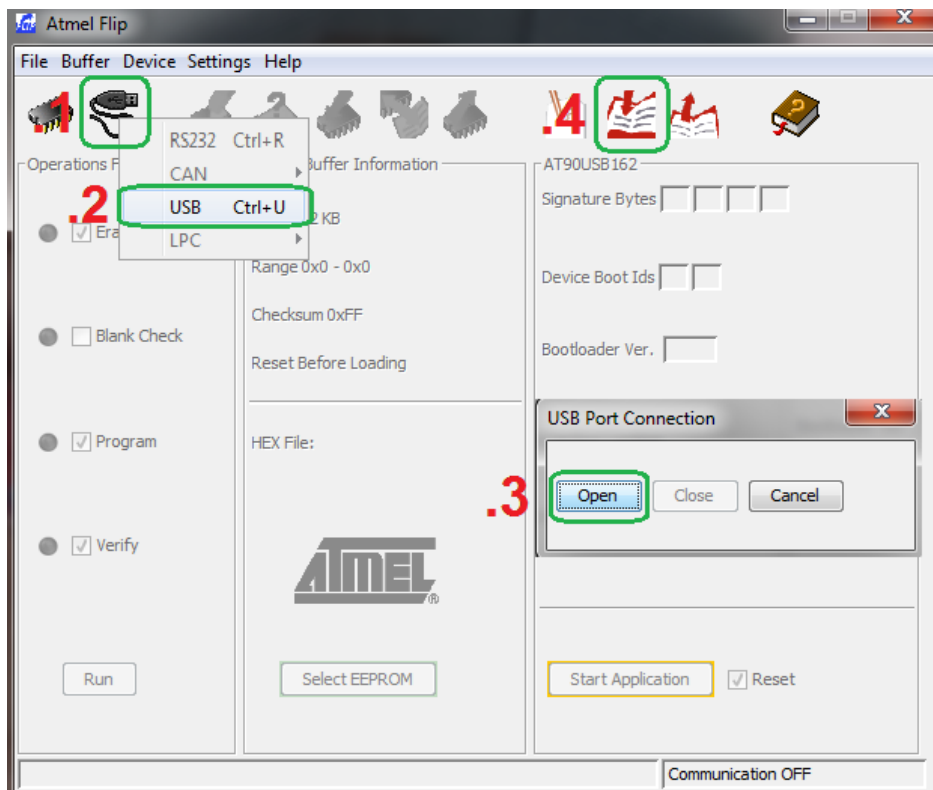 Atmel Flip
File Buffer Device Settings Help
.1
.4
RS232 Ctrl+R
CAN
.2
USB Ctrl+U
LPC
Operations F
Buffer Information
2 KB
Range 0x0 - 0x0
Checksum 0xFF
Reset Before Loading
HEX File:
Era
Blank Check
Program
Verify
Run
ATMEL
®
Select EEPROM
AT90USB162
Signature Bytes
Device Boot Ids
Bootloader Ver.
USB Port Connection
.3
Open Close Cancel
Start Application Reset
Communication OFF